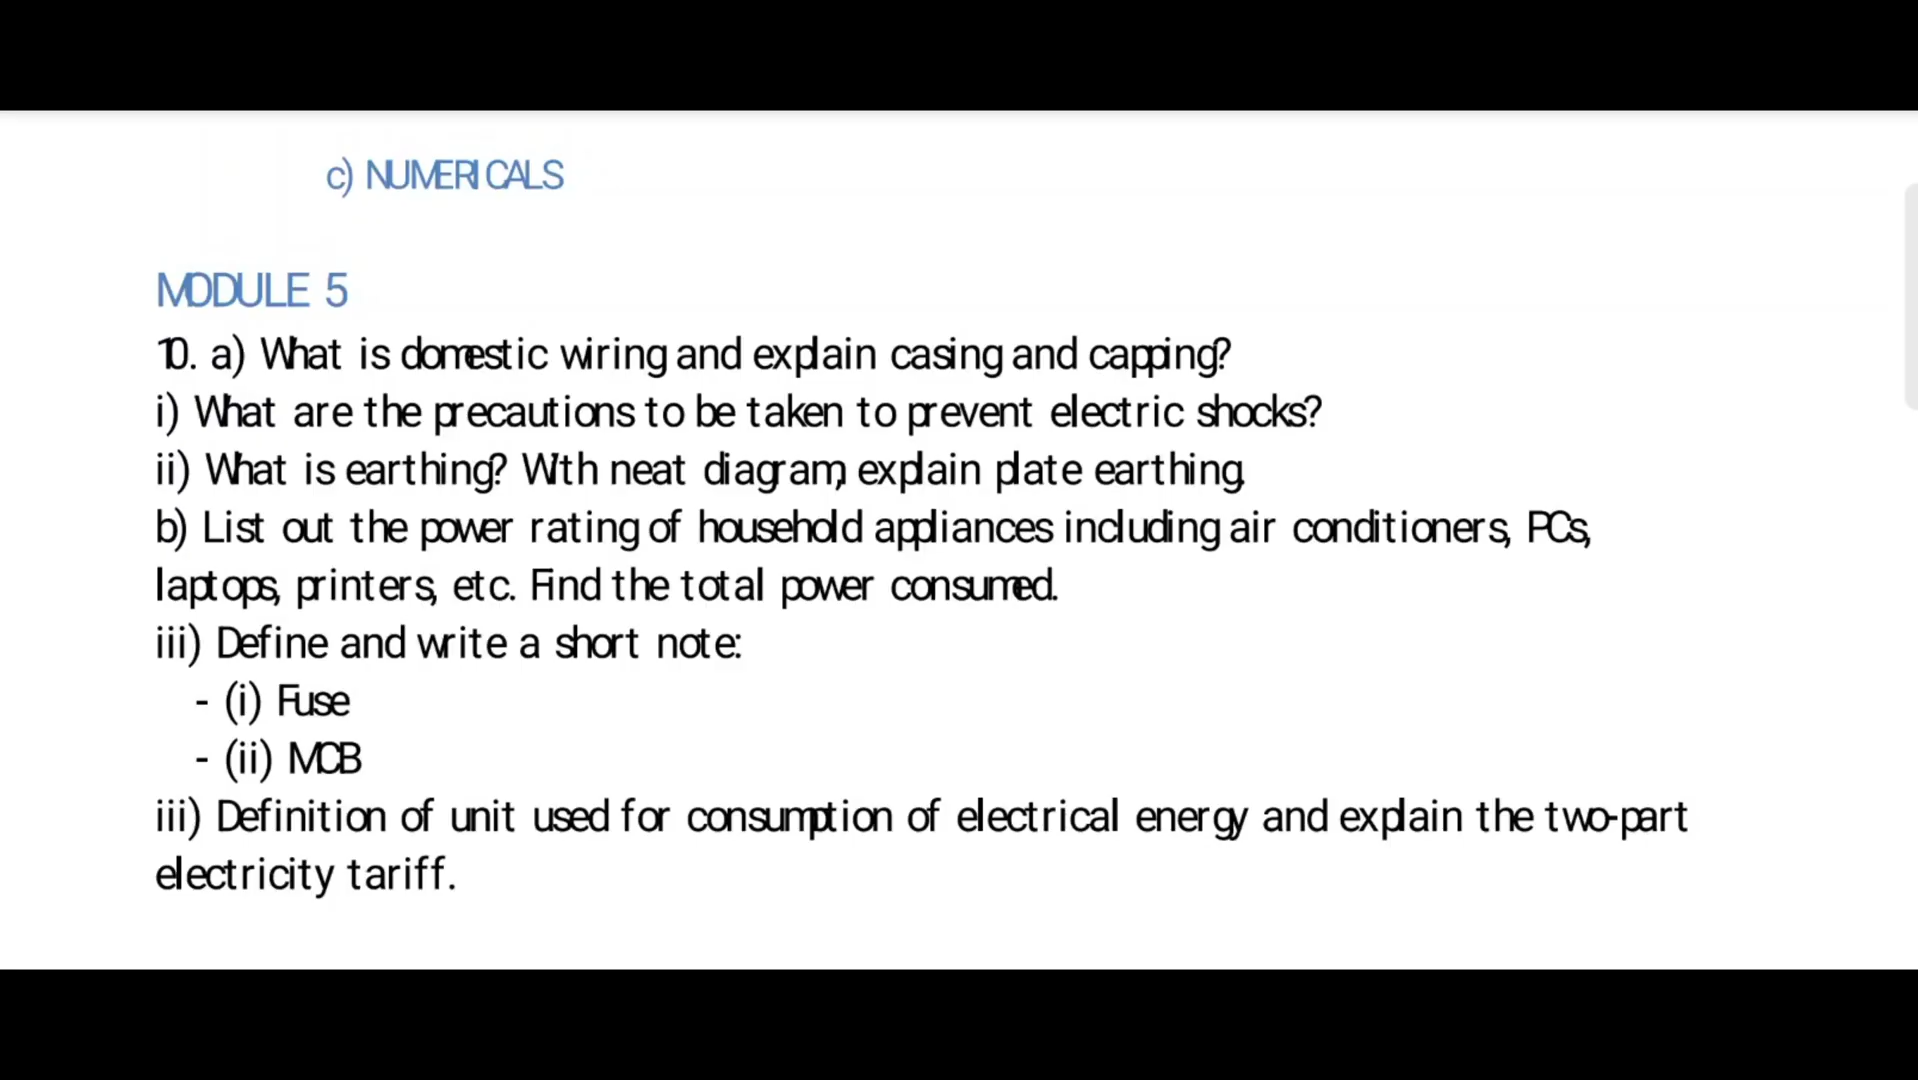 c) NUMERICALS
MODULE 5
10. a) What is domestic wiring and explain casing and capping?
i) What are the precautions to be taken to prevent electric shocks?
ii) What is earthing? With neat diagram, explain plate earthing.
b) List out the power rating of household appliances including air conditioners, PCs,
laptops, printers, etc. Find the total power consumed.
iii) Define and write a short note:
- (i) Fuse
- (ii) MCB
iii) Definition of unit used for consumption of electrical energy and explain the two-part
electricity tariff.